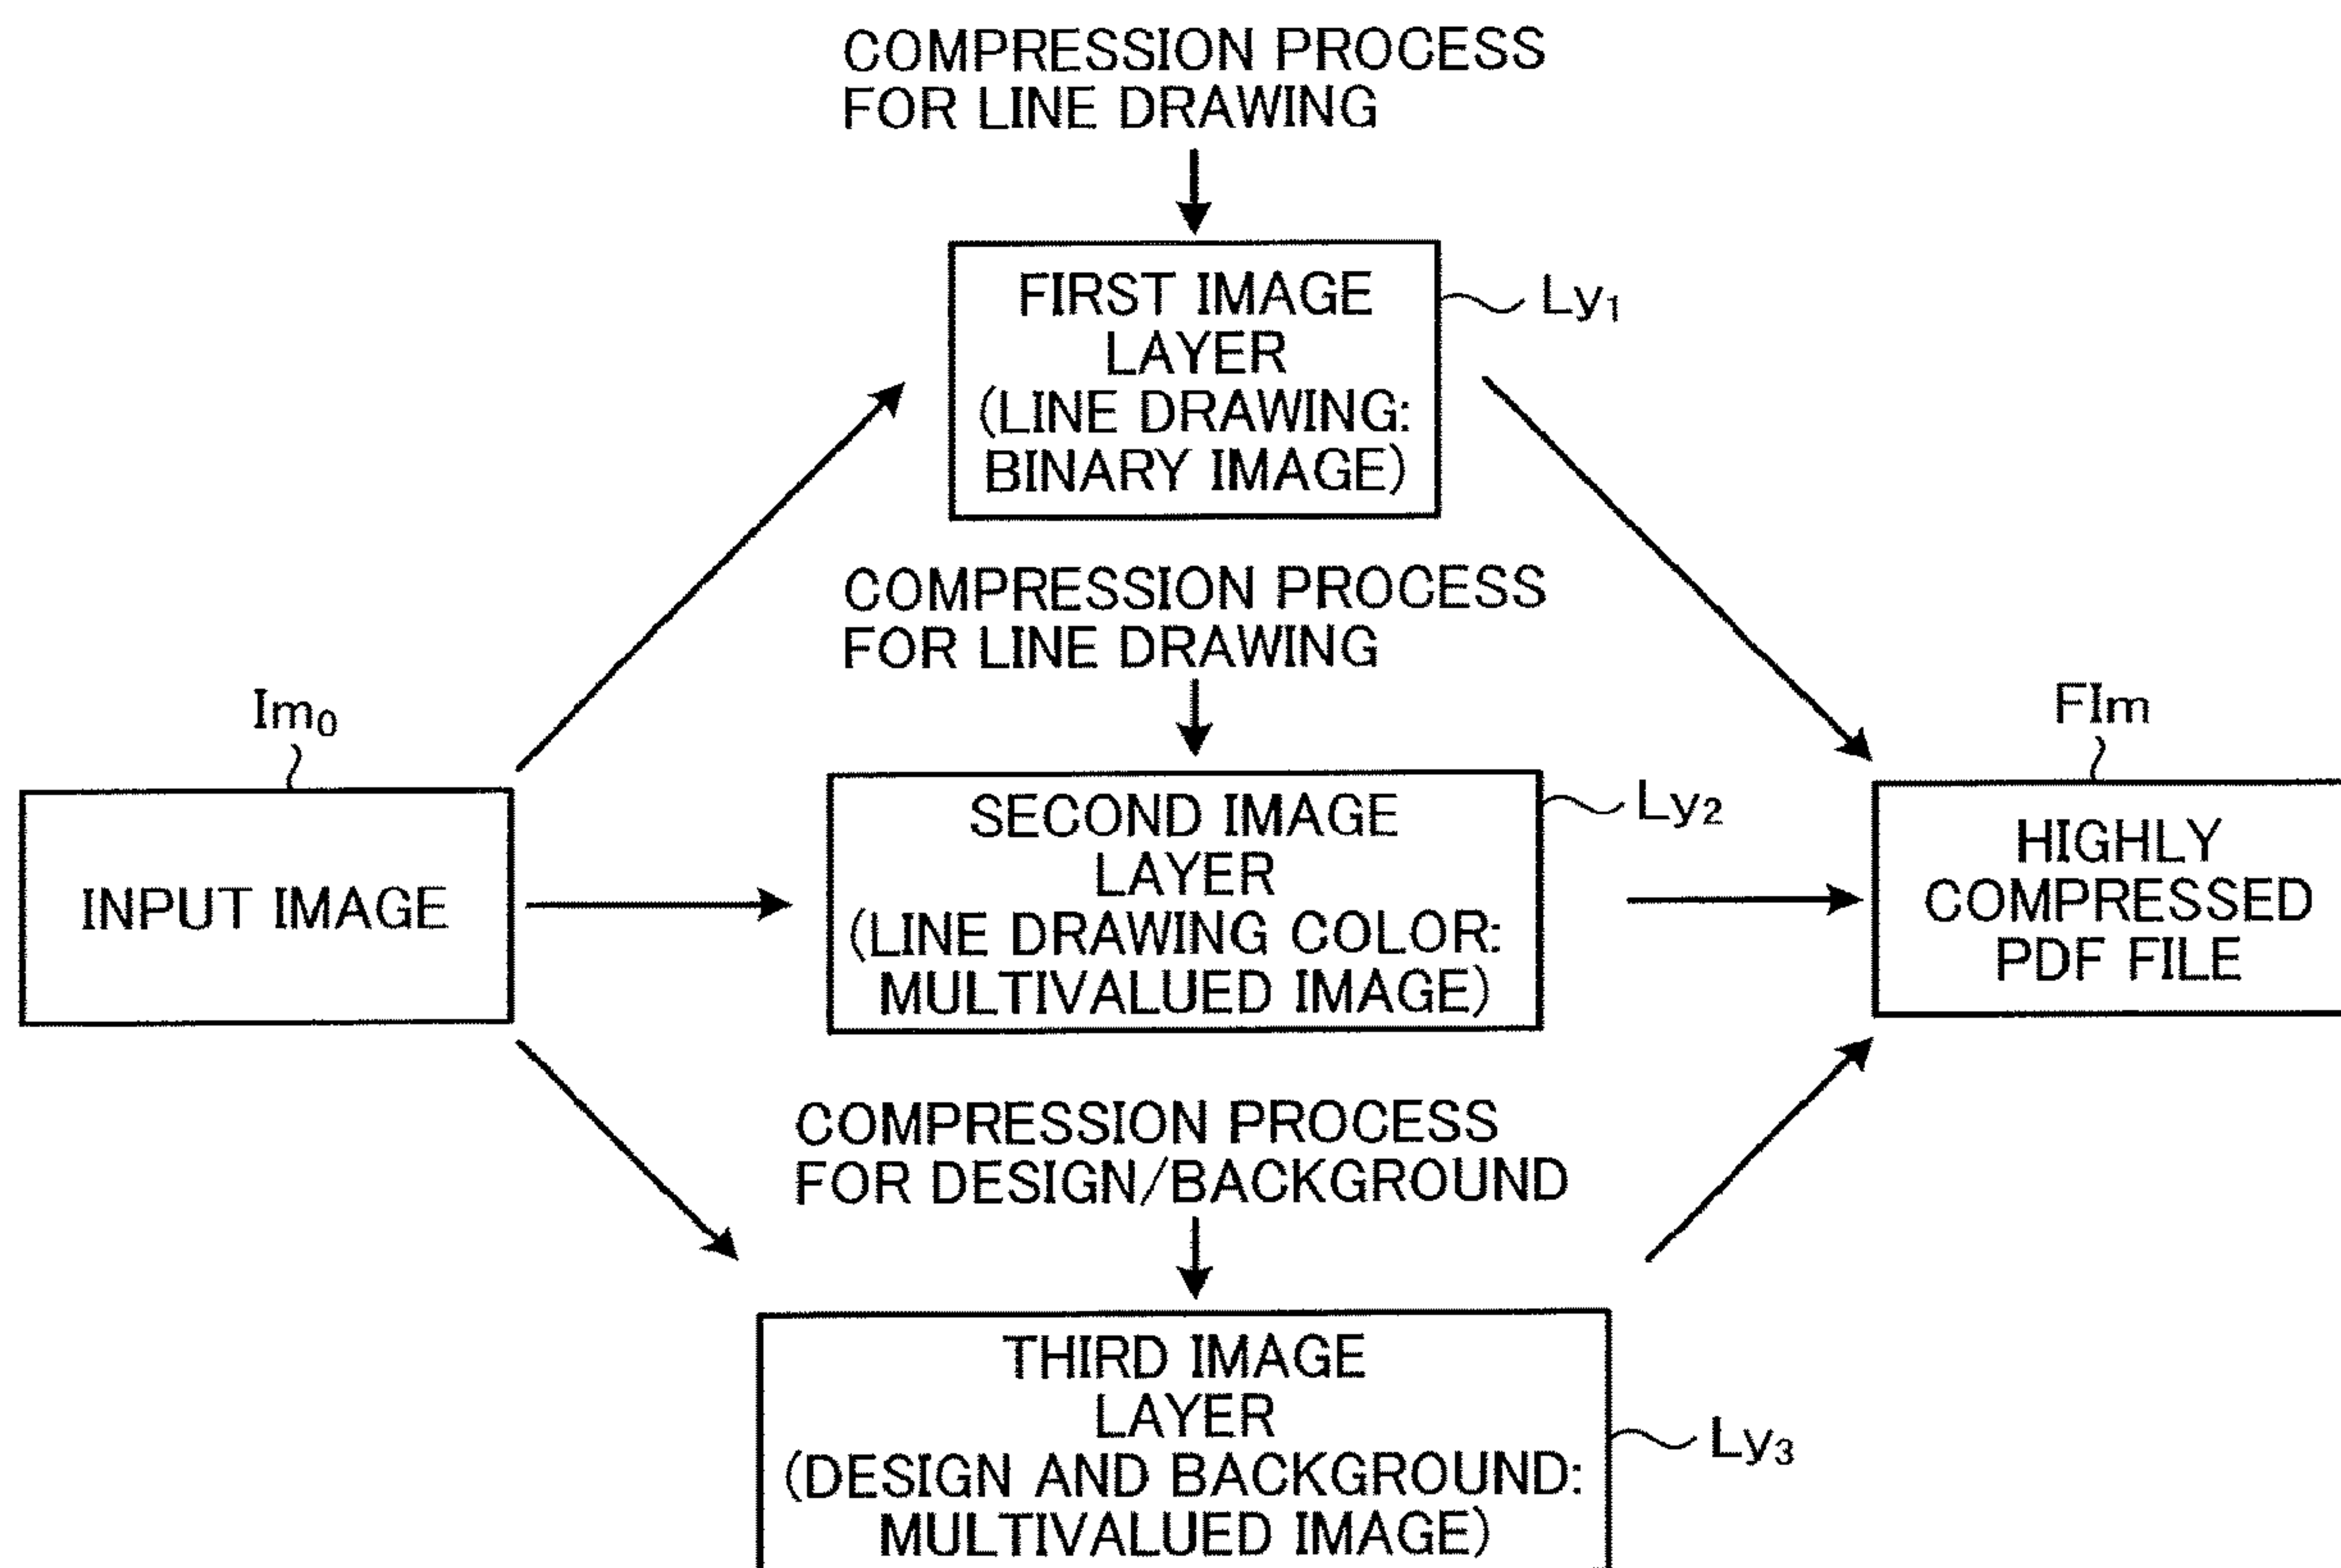 COMPRESSION PROCESS
FOR LINE DRAWING
FIRST IMAGE
LAYER
(LINE DRAWING:
BINARY IMAGE)
Ly₁
COMPRESSION PROCESS
FOR LINE DRAWING
Im₀
INPUT IMAGE
SECOND IMAGE
LAYER
(LINE DRAWING COLOR:
MULTIVALUED IMAGE)
Ly₂
FIm
HIGHLY
COMPRESSED
PDF FILE
COMPRESSION PROCESS
FOR DESIGN/BACKGROUND
THIRD IMAGE
LAYER
(DESIGN AND BACKGROUND:
MULTIVALUED IMAGE)
Ly₃